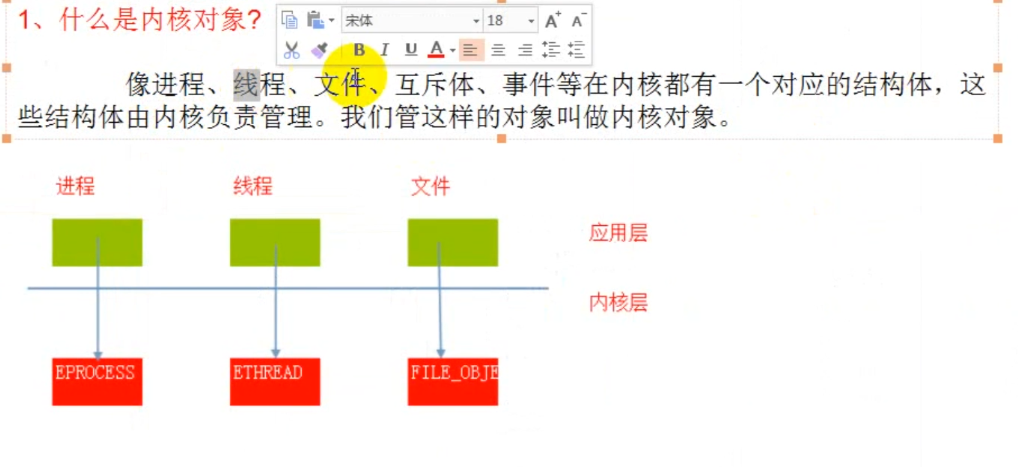 1、什么是内核对象?
宋体
18
B I U A
像进程、线程、文件、互斥体、事件等在内核都有一个对应的结构体，这
些结构体由内核负责管理。我们管这样的对象叫做内核对象。
进程 线程 文件
应用层
内核层
EPROCESS ETHREAD FILE_OBJE